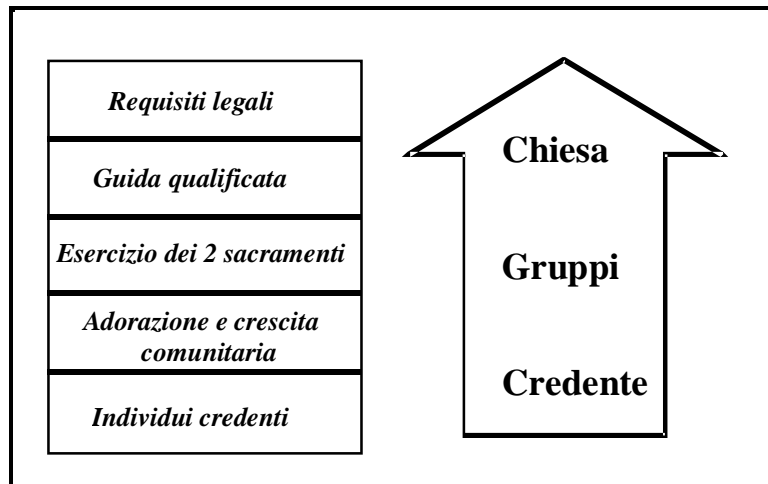 Requisiti legali
Guida qualificata
Esercizio dei 2 sacramenti
Adorazione e crescita
comunitaria
Individui credenti
Chiesa
Gruppi
Credente